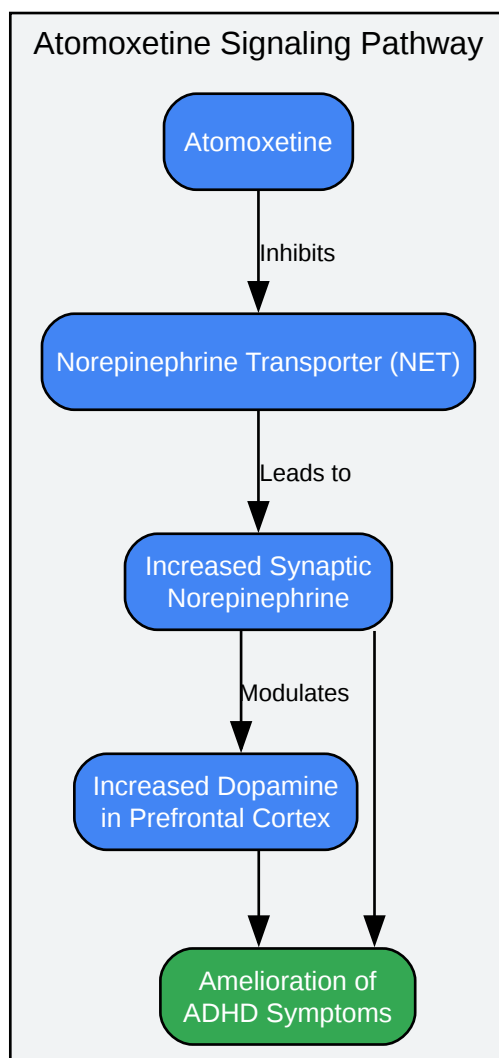 Atomoxetine Signaling Pathway
Atomoxetine
Inhibits
Norepinephrine Transporter (NET)
Leads to
Increased Synaptic
Norepinephrine
Modulates
Increased Dopamine
in Prefrontal Cortex
Amelioration of
ADHD Symptoms